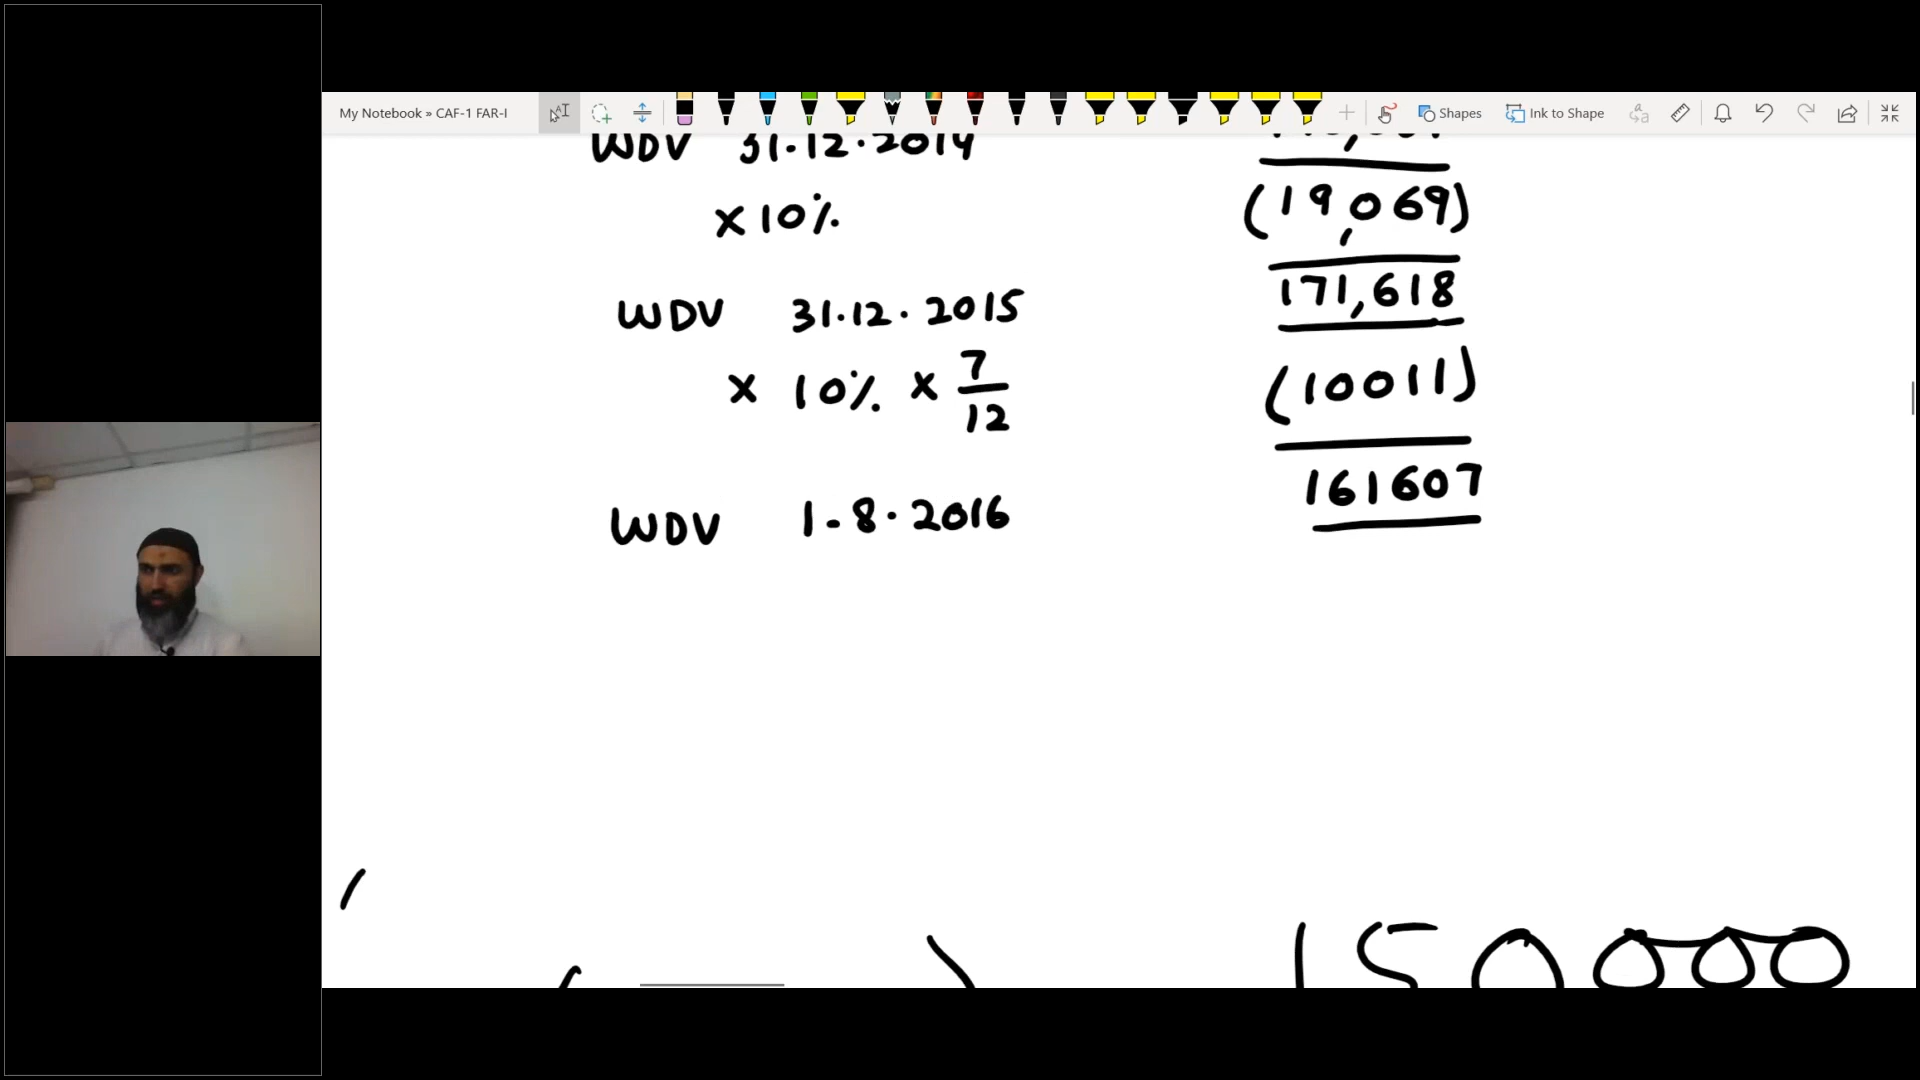 My Notebook » CAF-1 FAR-I
Shapes
Ink to Shape
WDV 31.12.2014
x 10% (19,069)
WDV 31.12.2015 171,618
x 10% x 7/12 (10011)
WDV 1-8.2016 161607
150000